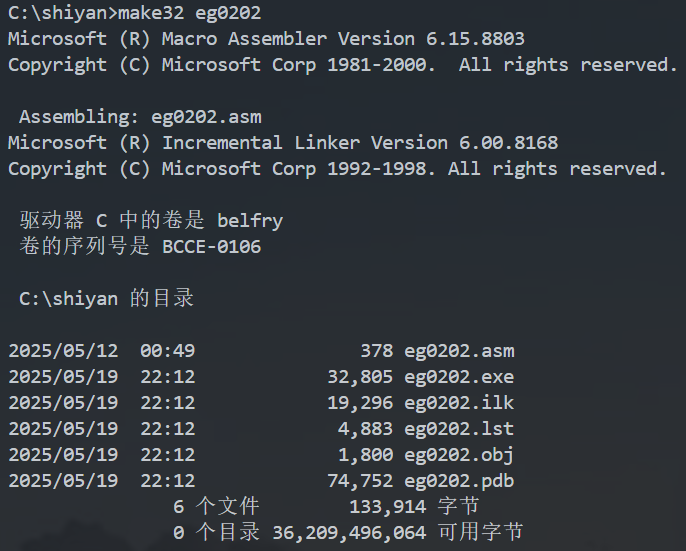 C:\shiyan>make32 eg0202
Microsoft (R) Macro Assembler Version 6.15.8803
Copyright (C) Microsoft Corp 1981-2000.  All rights reserved.
Assembling: eg0202.asm
Microsoft (R) Incremental Linker Version 6.00.8168
Copyright (C) Microsoft Corp 1992-1998. All rights reserved.
驱动器 C 中的卷是 belfry
卷的序列号是 BCCE-0106
C:\shiyan 的目录
2025/05/12  00:49               378 eg0202.asm
2025/05/19  22:12            32,805 eg0202.exe
2025/05/19  22:12            19,296 eg0202.ilk
2025/05/19  22:12             4,883 eg0202.lst
2025/05/19  22:12             1,800 eg0202.obj
2025/05/19  22:12            74,752 eg0202.pdb
6 个文件        133,914 字节
0 个目录 36,209,496,064 可用字节